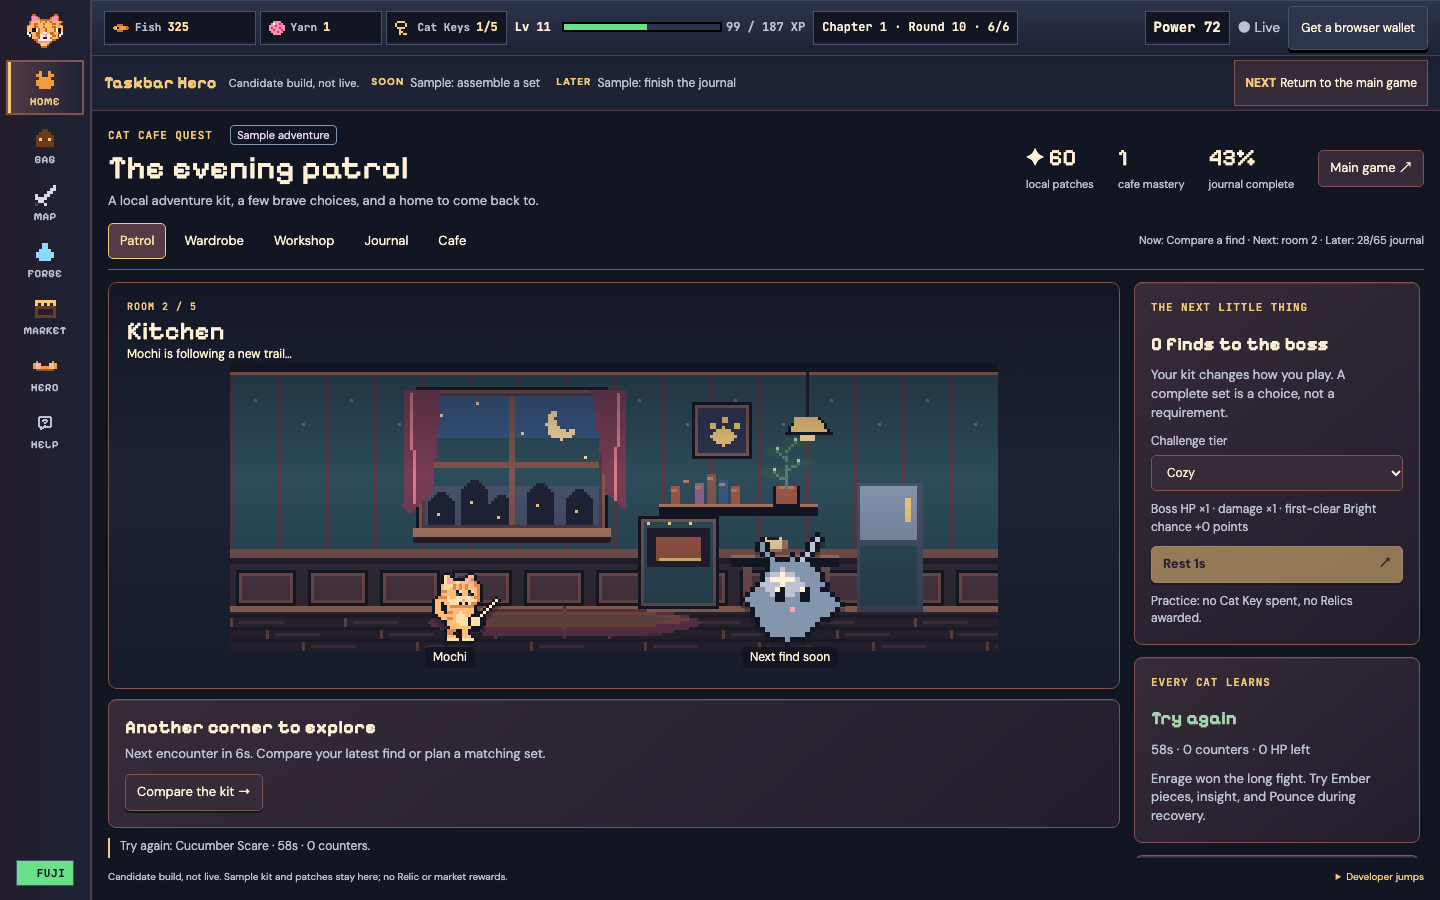 Fish 325
Yarn 1
Cat Keys 1/5
Lv 11
99 / 187 XP
Chapter 1 · Round 10 · 6/6
Power 72
Live
Get a browser wallet
Taskbar Hero
Candidate build, not live.
SOON Sample: assemble a set
LATER Sample: finish the journal
NEXT Return to the main game
HOME
BAG
MAP
FORGE
MARKET
HERO
HELP
FUJI
CAT CAFE QUEST
Sample adventure
The evening patrol
A local adventure kit, a few brave choices, and a home to come back to.
60
local patches
1
cafe mastery
43%
journal complete
Main game ↗
Patrol
Wardrobe
Workshop
Journal
Cafe
Now: Compare a find · Next: room 2 · Later: 28/65 journal
ROOM 2 / 5
Kitchen
Mochi is following a new trail...
Mochi
Next find soon
Another corner to explore
Next encounter in 6s. Compare your latest find or plan a matching set.
Compare the kit →
Try again: Cucumber Scare · 58s · 0 counters.
THE NEXT LITTLE THING
0 finds to the boss
Your kit changes how you play. A
complete set is a choice, not a
requirement.
Challenge tier
Cozy
Boss HP ×1 · damage ×1 · first-clear Bright
chance +0 points
Rest 1s ↗
Practice: no Cat Key spent, no Relics
awarded.
EVERY CAT LEARNS
Try again
58s · 0 counters · 0 HP left
Enrage won the long fight. Try Ember
pieces, insight, and Pounce during
recovery.
Candidate build, not live. Sample kit and patches stay here; no Relic or market rewards.
Developer jumps